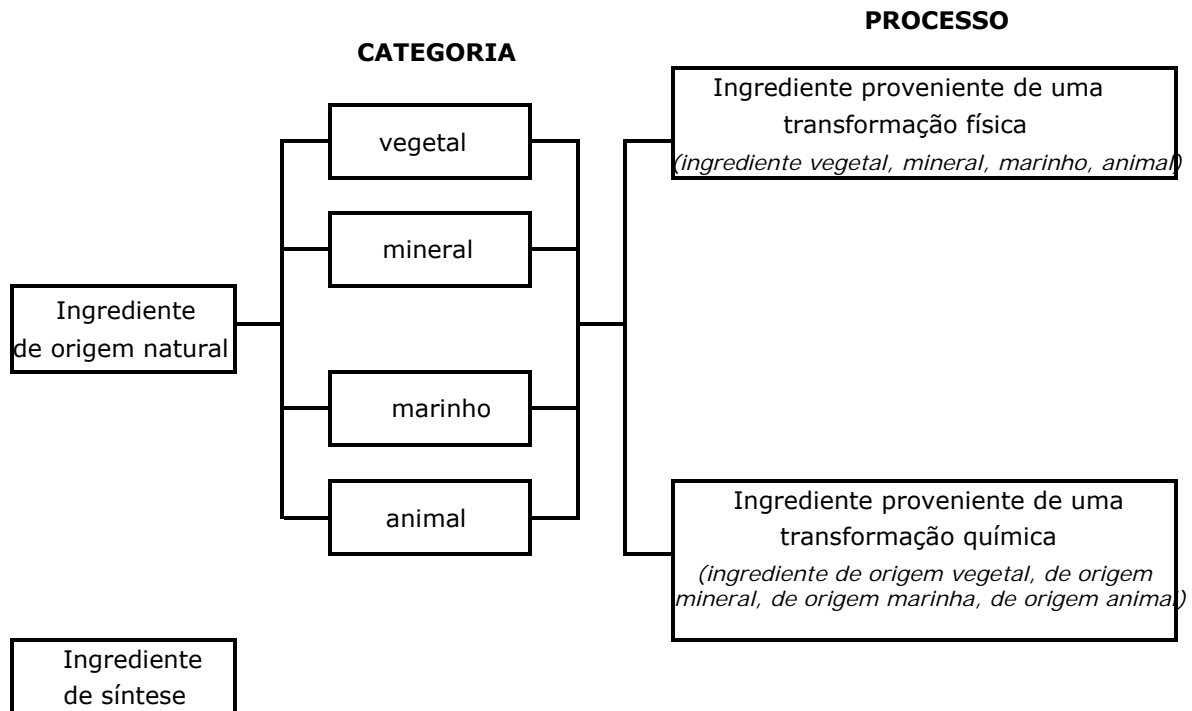 PROCESSO
CATEGORIA
Ingrediente proveniente de uma
transformação física
(ingrediente vegetal, mineral, marinho, animal)
vegetal
mineral
Ingrediente
de origem natural
marinho
animal
Ingrediente proveniente de uma
transformação química
(ingrediente de origem vegetal, de origem
mineral, de origem marinha, de origem animal)
Ingrediente
de síntese